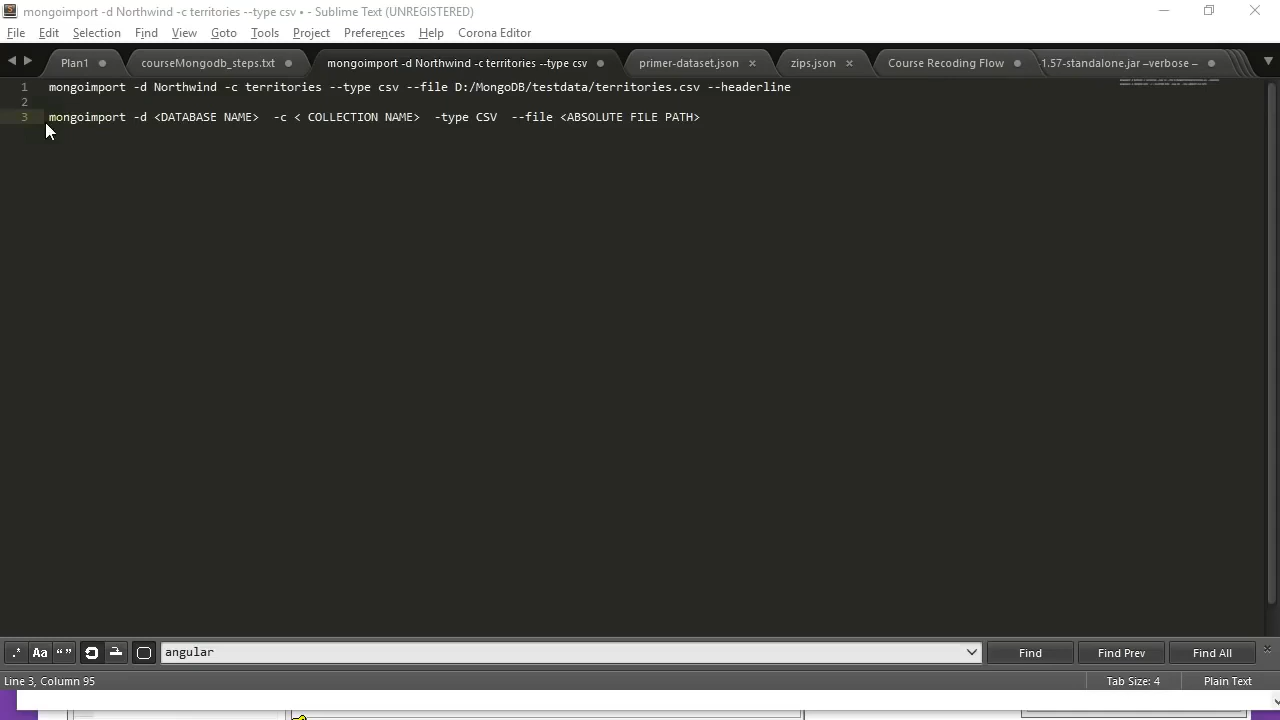 mongoimport -d Northwind -c territories --type csv • - Sublime Text (UNREGISTERED)
File Edit Selection Find View Goto Tools Project Preferences Help Corona Editor
Plan1 courseMongodb_steps.txt mongoimport -d Northwind -c territories --type csv primer-dataset.json zips.json Course Recoding Flow 1.57-standalone.jar –verbose –
1 mongoimport -d Northwind -c territories --type csv --file D:/MongoDB/testdata/territories.csv --headerline
2
3 mongoimport -d <DATABASE NAME>  -c < COLLECTION NAME>  -type CSV  --file <ABSOLUTE FILE PATH>
.* Aa “ ” angular Find Find Prev Find All
Line 3, Column 95 Tab Size: 4 Plain Text